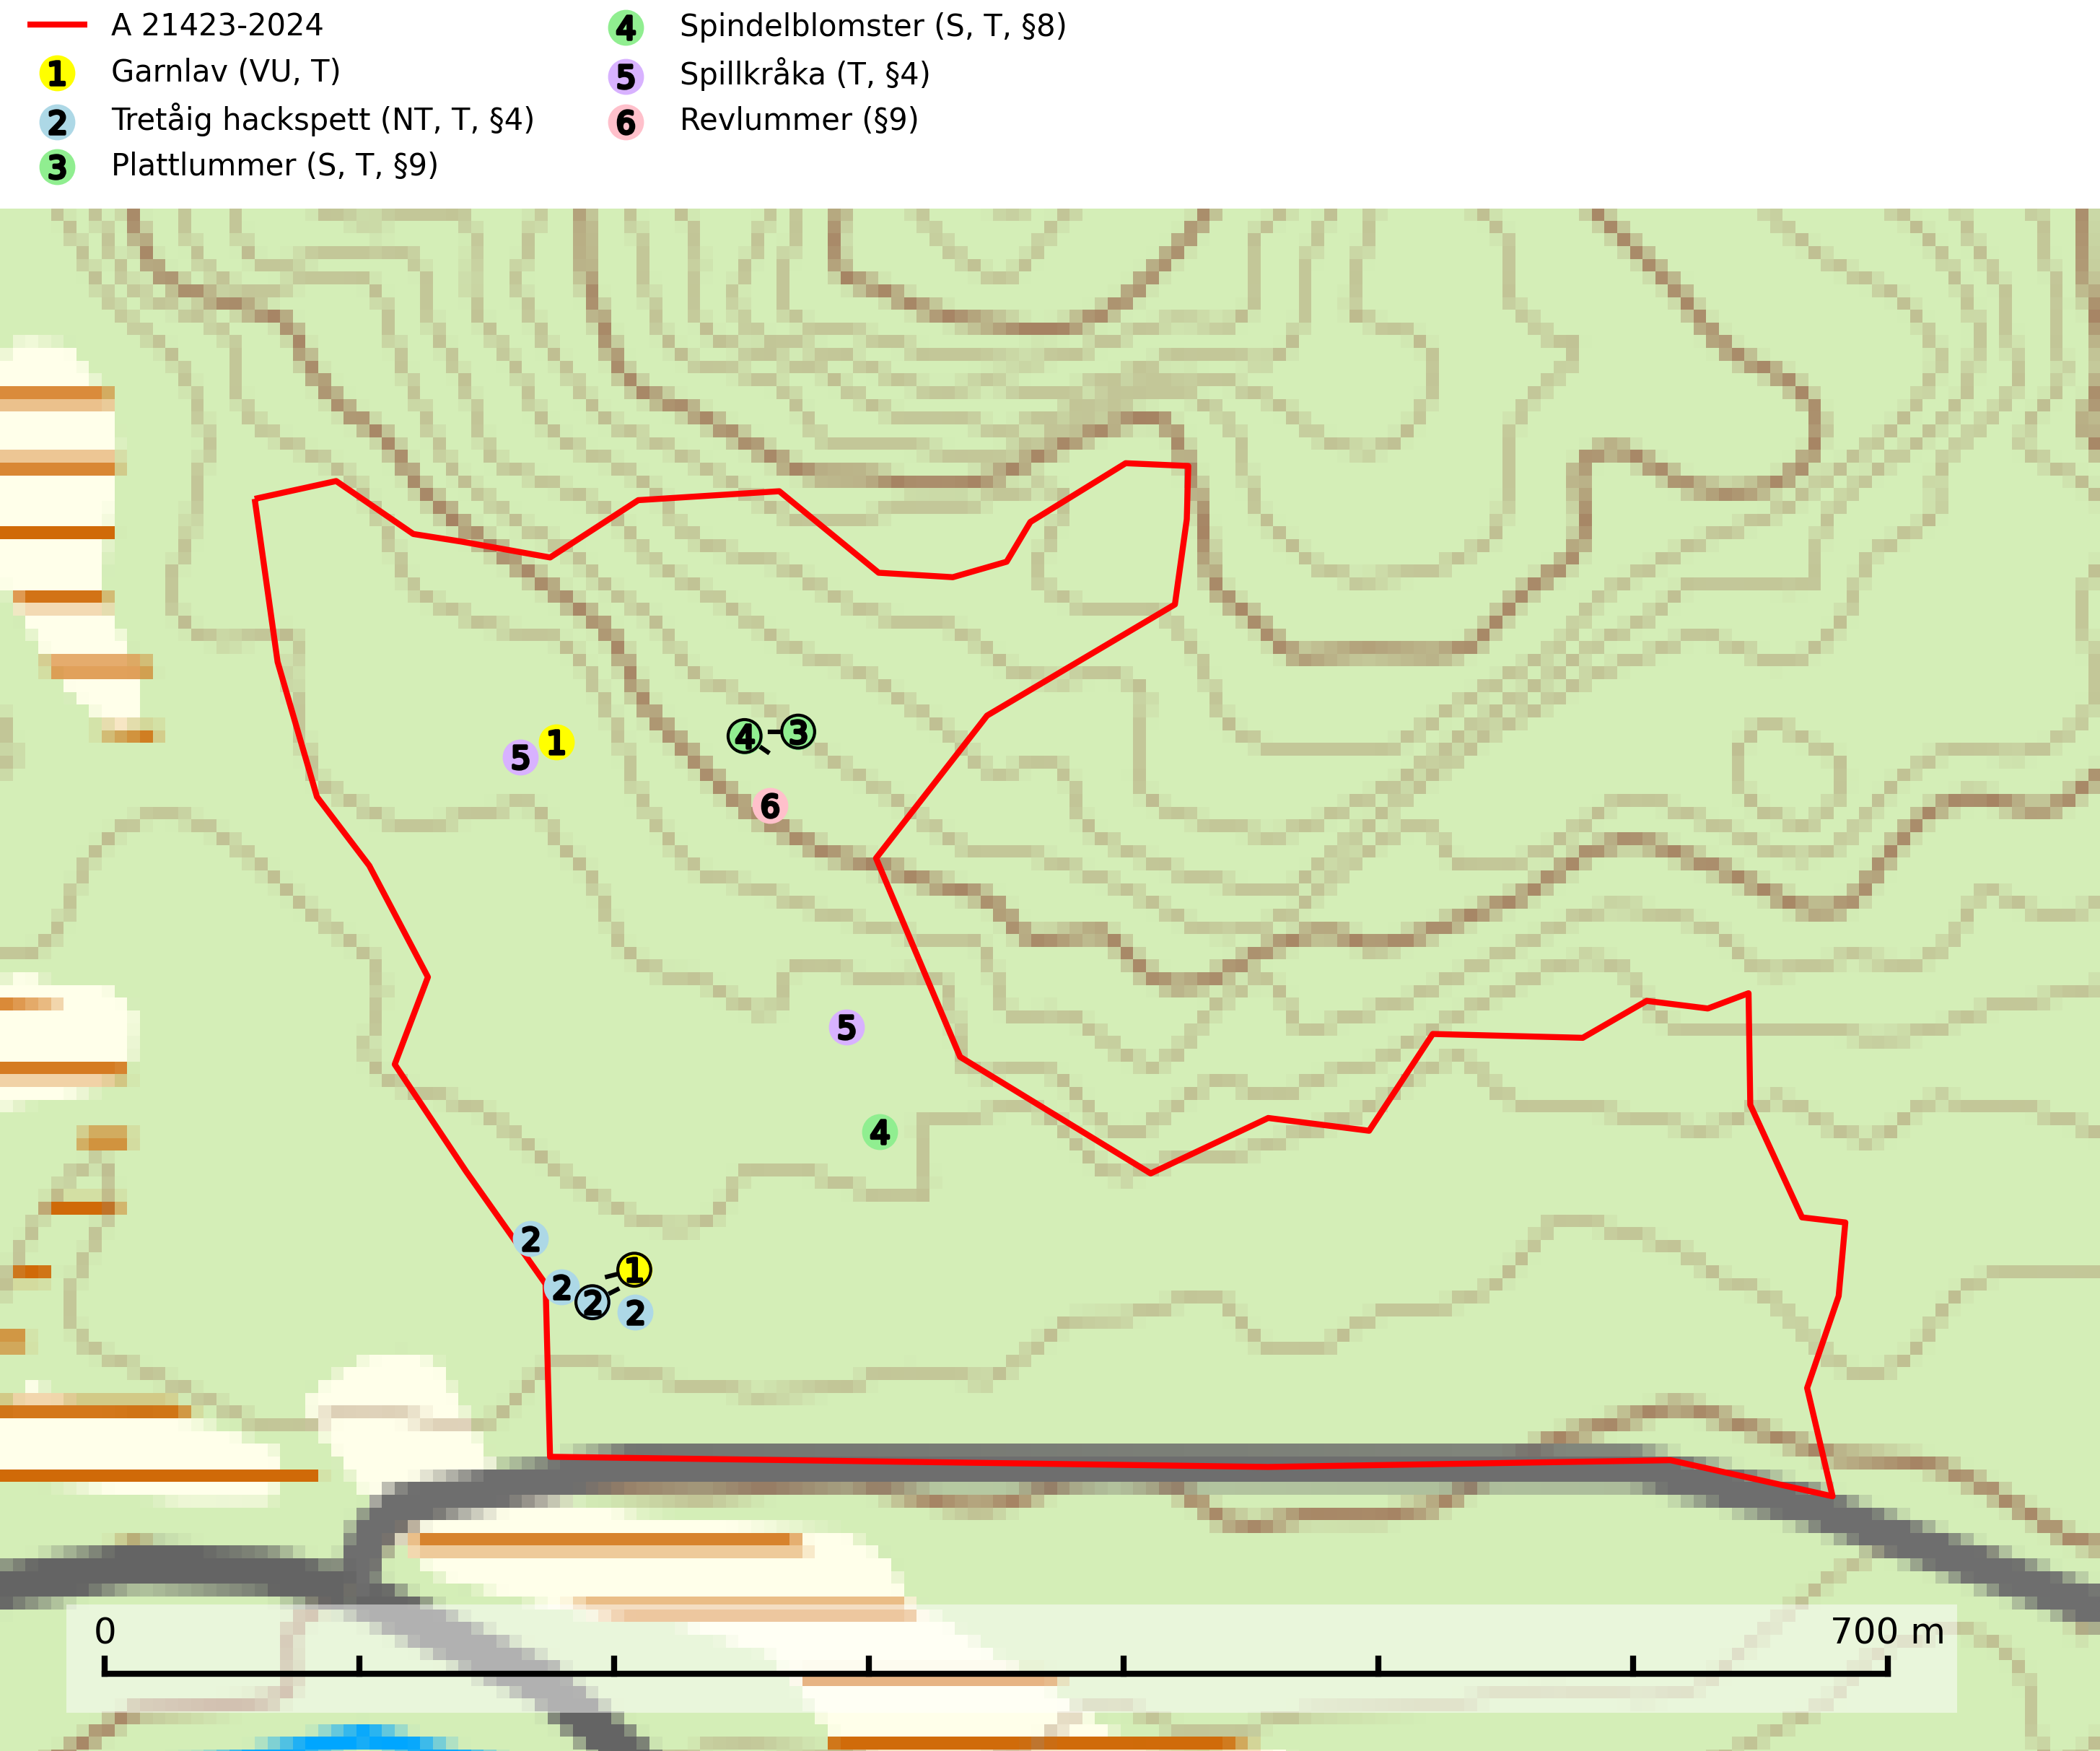 A 21423-2024
1 Garnlav (VU, T)
2 Tretåig hackspett (NT, T, §4)
3 Plattlummer (S, T, §9)
4 Spindelblomster (S, T, §8)
5 Spillkråka (T, §4)
6 Revlummer (§9)
4 3
5 1
6
5
4
2
1
2 2 2
0 700 m